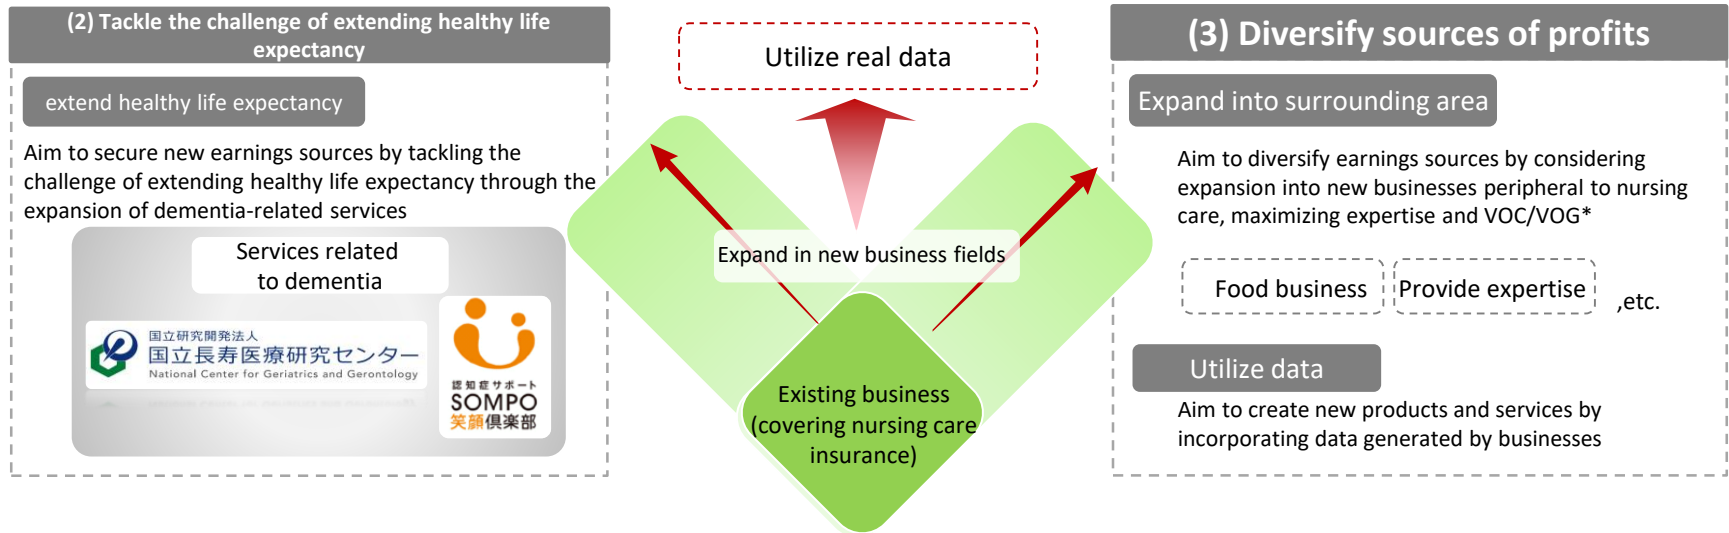 (2) Tackle the challenge of extending healthy life
expectancy
extend healthy life expectancy
Aim to secure new earnings sources by tackling the
challenge of extending healthy life expectancy through the
expansion of dementia-related services
Services related
to dementia
国立研究開発法人
国立長寿医療研究センター
National Center for Geriatrics and Gerontology
認知症サポート
SOMPO
笑顔倶楽部
Utilize real data
Expand in new business fields
Existing business
(covering nursing care
insurance)
(3) Diversify sources of profits
Expand into surrounding area
Aim to diversify earnings sources by considering
expansion into new businesses peripheral to nursing
care, maximizing expertise and VOC/VOG*
Food business
Provide expertise
,etc.
Utilize data
Aim to create new products and services by
incorporating data generated by businesses